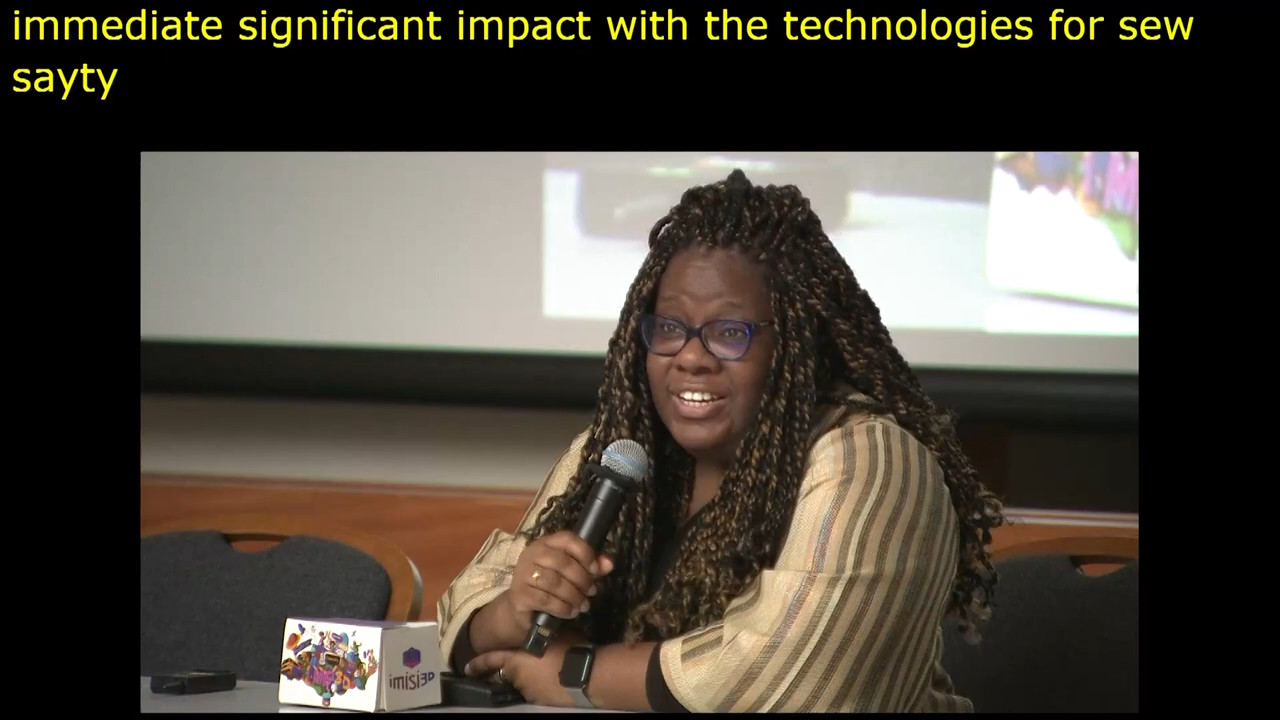 immediate significant impact with the technologies for sew
sayty
imisi3D